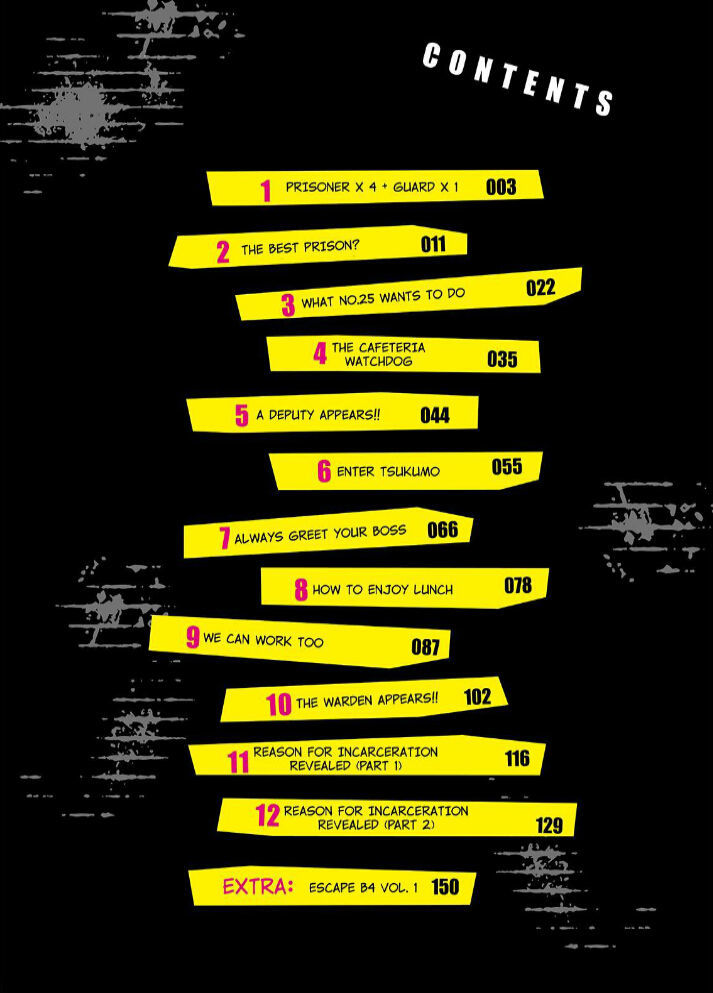 CONTENTS
1 PRISONER X 4 + GUARD X 1 003
2 THE BEST PRISON? 011
3 WHAT NO.25 WANTS TO DO 022
4 THE CAFETERIA
WATCHDOG 035
5 A DEPUTY APPEARS!! 044
6 ENTER TSUKUMO 055
7 ALWAYS GREET YOUR BOSS 066
8 HOW TO ENJOY LUNCH 078
9 WE CAN WORK TOO 087
10 THE WARDEN APPEARS!! 102
11 REASON FOR INCARCERATION
REVEALED (PART 1) 116
12 REASON FOR INCARCERATION
REVEALED (PART 2) 129
EXTRA: ESCAPE B4 VOL. 1 150